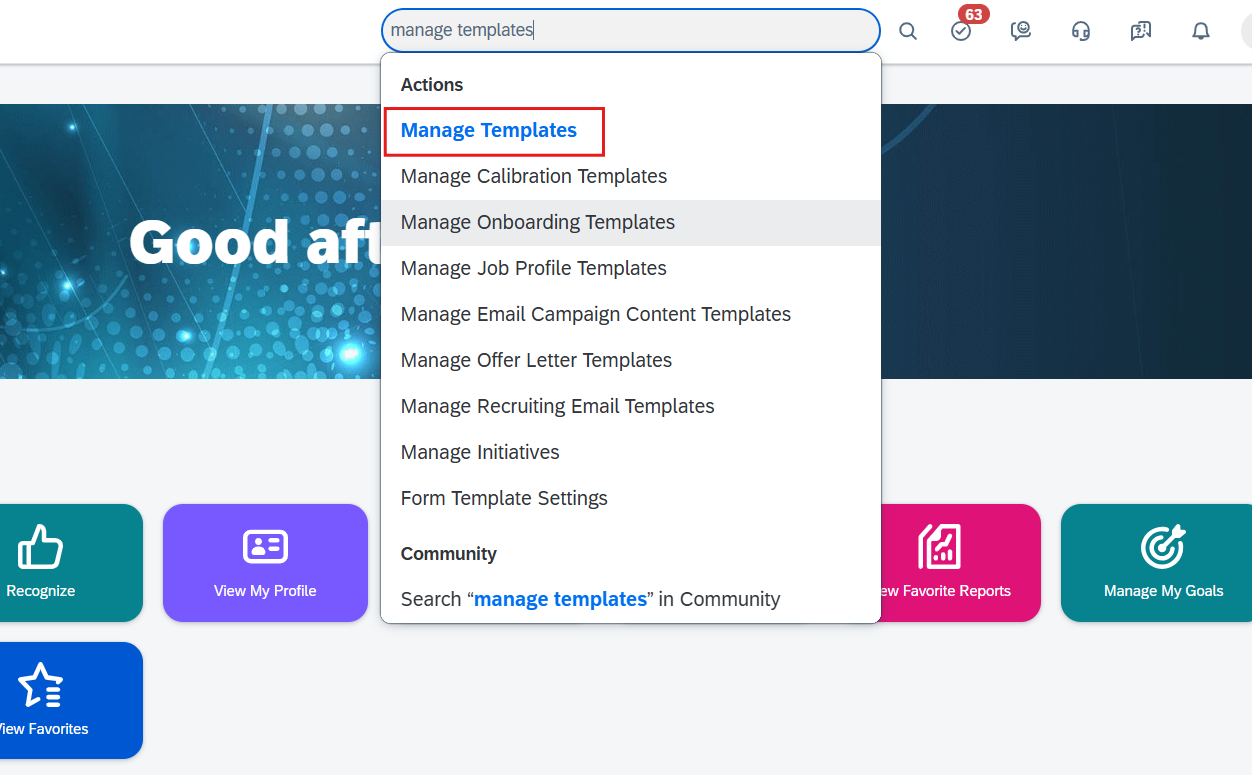 manage templates
63
Actions
Manage Templates
Manage Calibration Templates
Manage Onboarding Templates
Manage Job Profile Templates
Manage Email Campaign Content Templates
Manage Offer Letter Templates
Manage Recruiting Email Templates
Manage Initiatives
Form Template Settings
Community
Search “manage templates” in Community
Good aft
Recognize
View My Profile
ew Favorite Reports
Manage My Goals
View Favorites